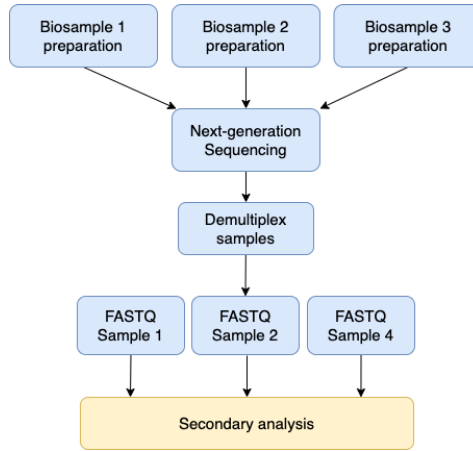 Biosample 1
preparation
Biosample 2
preparation
Biosample 3
preparation
Next-generation
Sequencing
Demultiplex
samples
FASTQ
Sample 1
FASTQ
Sample 2
FASTQ
Sample 4
Secondary analysis